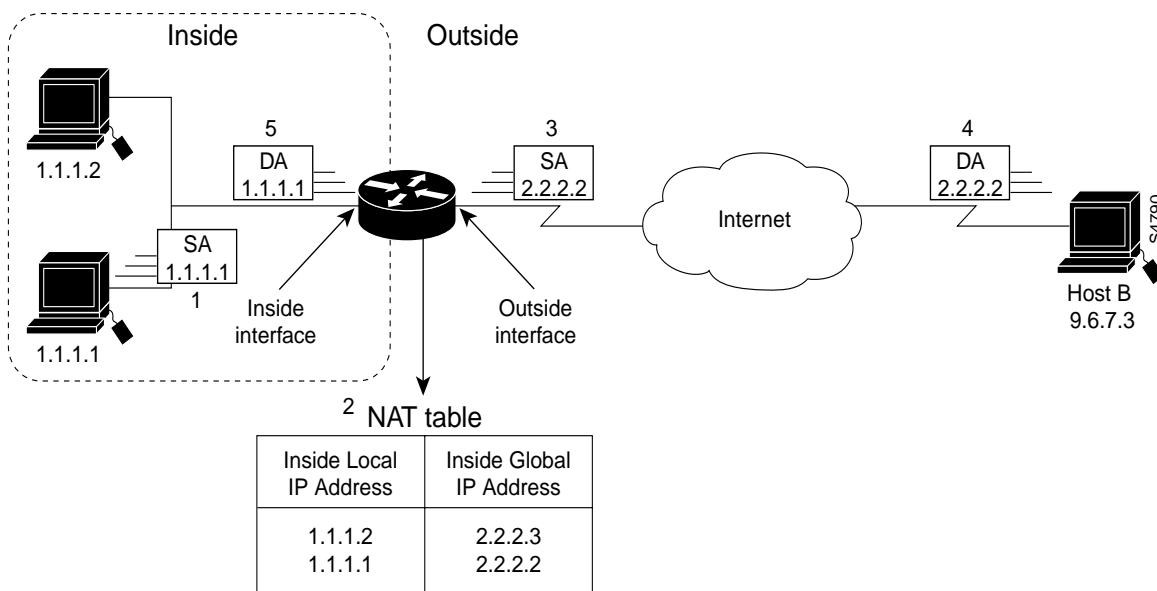 Inside
Outside
1.1.1.2
5
DA
1.1.1.1
3
SA
2.2.2.2
4
DA
2.2.2.2
Internet
S4790
SA
1.1.1.1
1
1.1.1.1
Inside
interface
Outside
interface
Host B
9.6.7.3
2
NAT table
Inside Local
IP Address
Inside Global
IP Address
1.1.1.2
2.2.2.3
1.1.1.1
2.2.2.2